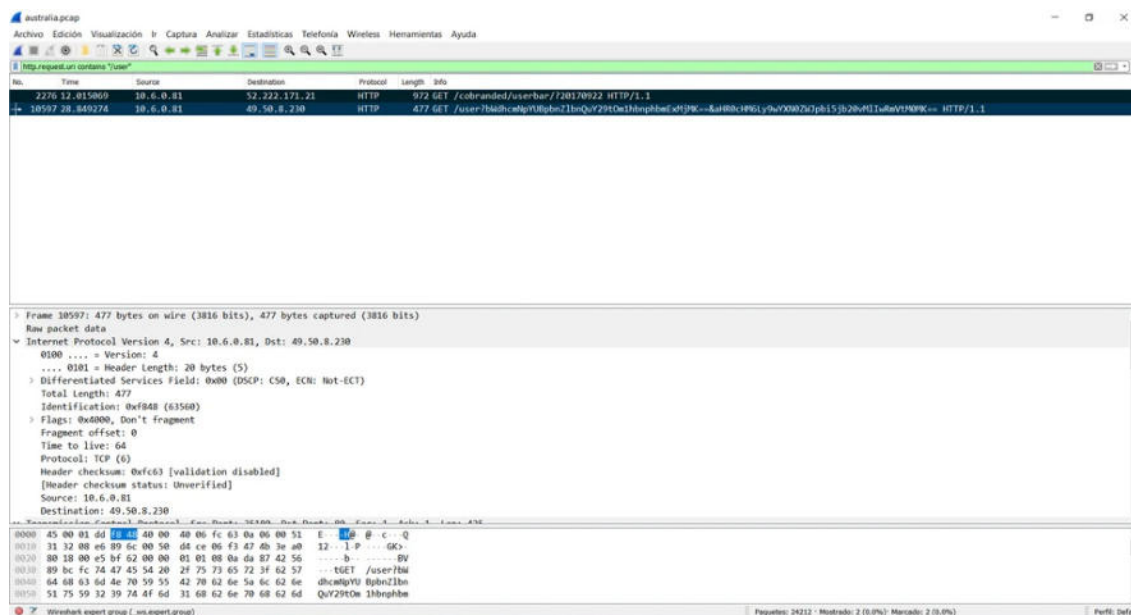 australia.pcap
Archivo Edición Visualización Ir Captura Analizar Estadísticas Telefonía Wireless Herramientas Ayuda
http.request.uri contains "/user"
No. Time Source Destination Protocol Length Info
2276 12.015069 10.6.0.81 52.222.171.21 HTTP 972 GET /cobranded/userbar/?20170922 HTTP/1.1
10597 28.849274 10.6.0.81 49.50.8.230 HTTP 477 GET HTTP/1.1
Frame 10597: 477 bytes on wire (3816 bits), 477 bytes captured (3816 bits)
Raw packet data
Internet Protocol Version 4, Src: 10.6.0.81, Dst: 49.50.8.230
0100 .... = Version: 4
.... 0101 = Header Length: 20 bytes (5)
Differentiated Services Field: 0x00 (DSCP: CS0, ECN: Not-ECT)
Total Length: 477
Identification: 0xf848 (63560)
Flags: 0x4000, Don't fragment
Fragment offset: 0
Time to live: 64
Protocol: TCP (6)
Header checksum: 0xfc63 [validation disabled]
[Header checksum status: Unverified]
Source: 10.6.0.81
Destination: 49.50.8.230
0000 45 00 01 dd f8 48 40 00 40 06 fc 63 0a 06 00 51 E····H@· @··c···Q
0010 31 32 08 e6 89 6c 00 50 d4 ce 06 f3 47 4b 3e a0 12···l·P ····GK>·
0020 80 18 00 e5 bf 62 00 00 01 01 08 0a da 87 42 56 ·····b·· ······BV
0030 89 bc fc 74 47 45 54 20 2f 75 73 65 72 3f 62 57 ···tGET /user?bW
0040 64 68 63 6d 4e 70 59 55 42 70 62 6e 5a 6c 62 6e dhcmNpYU BpbnZlbn
0050 51 75 59 32 39 74 4f 6d 31 68 62 6e 70 68 62 6d QuY29tOm 1hbnphbm
Wireshark expert group (_ws.expert.group)
Paquetes: 24212 · Mostrado: 2 (0.0%) · Marcado: 2 (0.0%)